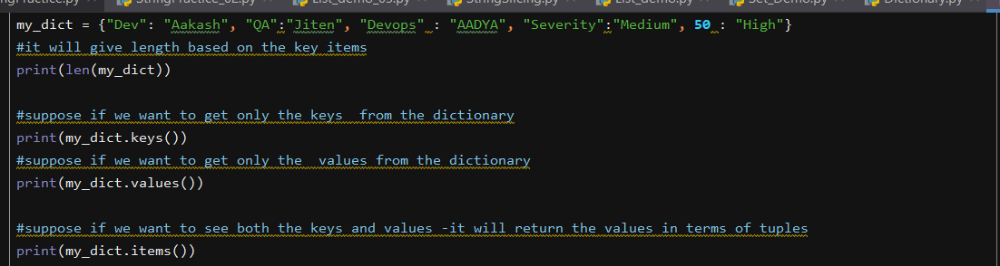 StringPractice_02.py List_demo_03.py StringSlicing.py List_demo.py Set_Demo.py Dictionary.py
my_dict = {"Dev": "Aakash", "QA":"Jiten", "Devops" : "AADYA", "Severity":"Medium", 50 : "High"}
#it will give length based on the key items
print(len(my_dict))
#suppose if we want to get only the keys  from the dictionary
print(my_dict.keys())
#suppose if we want to get only the  values from the dictionary
print(my_dict.values())
#suppose if we want to see both the keys and values -it will return the values in terms of tuples
print(my_dict.items())